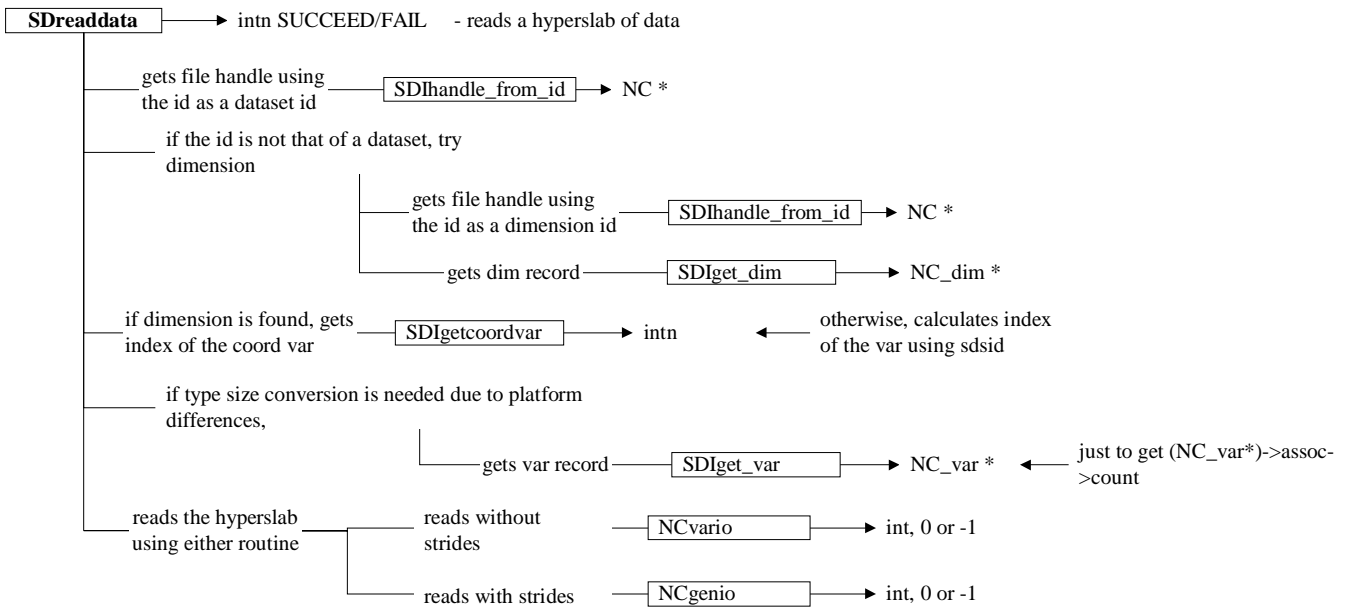 SDreaddata intn SUCCEED/FAIL - reads a hyperslab of data
gets file handle using
the id as a dataset id
SDIhandle_from_id NC *
if the id is not that of a dataset, try
dimension
gets file handle using
the id as a dimension id
SDIhandle_from_id NC *
gets dim record SDIget_dim NC_dim *
if dimension is found, gets
index of the coord var
SDIgetcoordvar intn
otherwise, calculates index
of the var using sdsid
if type size conversion is needed due to platform
differences,
gets var record SDIget_var NC_var *
just to get (NC_var*)->assoc-
>count
reads the hyperslab
using either routine
reads without
strides
NCvario int, 0 or -1
reads with strides NCgenio int, 0 or -1